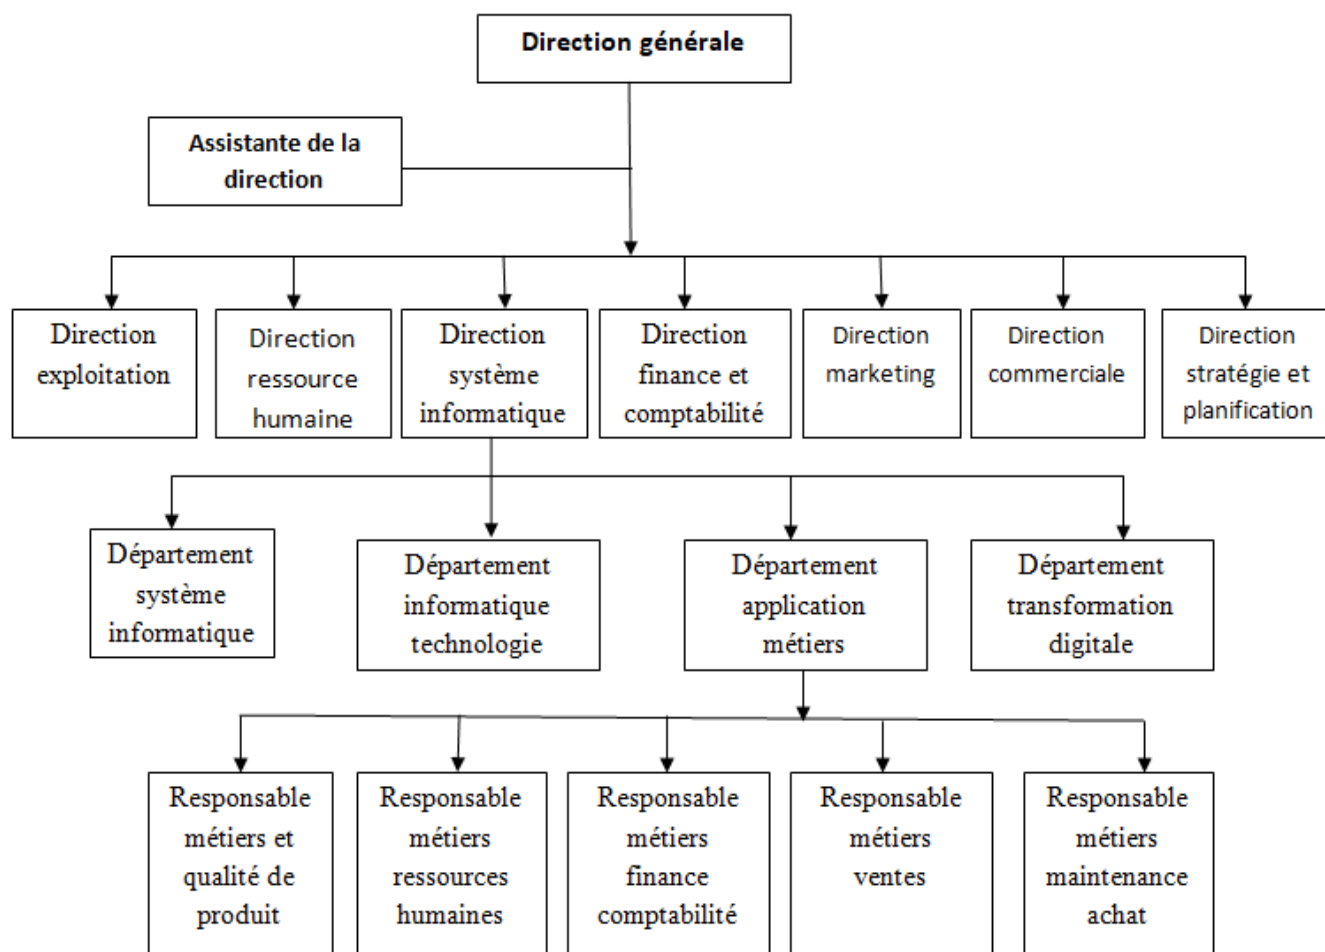 Direction générale
Assistante de la
direction
Direction
exploitation
Direction
ressource
humaine
Direction
système
informatique
Direction
finance et
comptabilité
Direction
marketing
Direction
commerciale
Direction
stratégie et
planification
Département
système
informatique
Département
informatique
technologie
Département
application
métiers
Département
transformation
digitale
Responsable
métiers et
qualité de
produit
Responsable
métiers
ressources
humaines
Responsable
métiers
finance
comptabilité
Responsable
métiers
ventes
Responsable
métiers
maintenance
achat